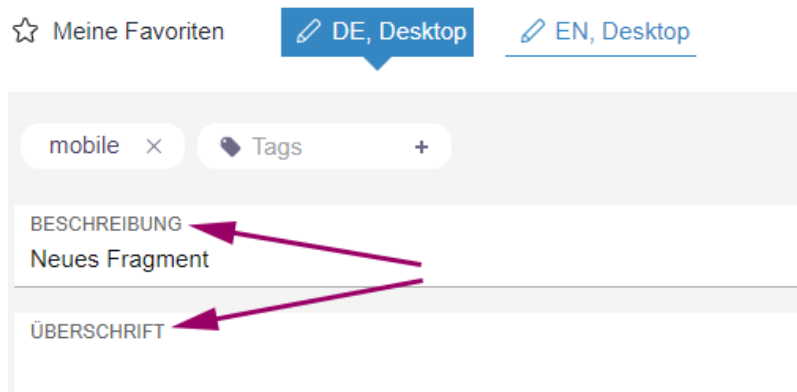 Meine Favoriten DE, Desktop EN, Desktop
mobile × Tags +
BESCHREIBUNG
Neues Fragment
ÜBERSCHRIFT